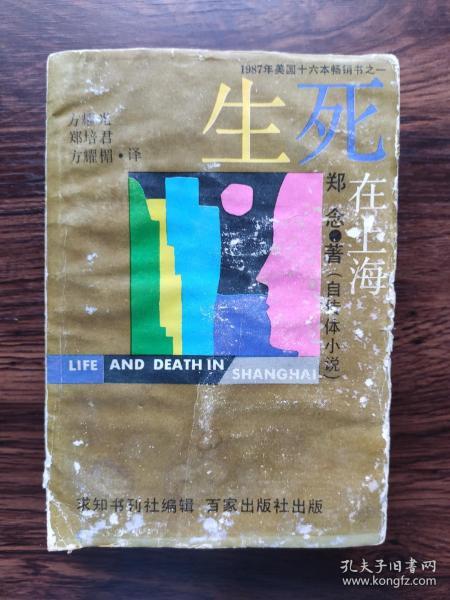 1987年美国十六本畅销书之一
生死在上海
郑念·著(自传体小说)
方耀光
郑培君
方耀楣·译
LIFE AND DEATH IN SHANGHAI
求知书刊社编辑 百家出版社出版
孔夫子旧书网
www.kongfz.com